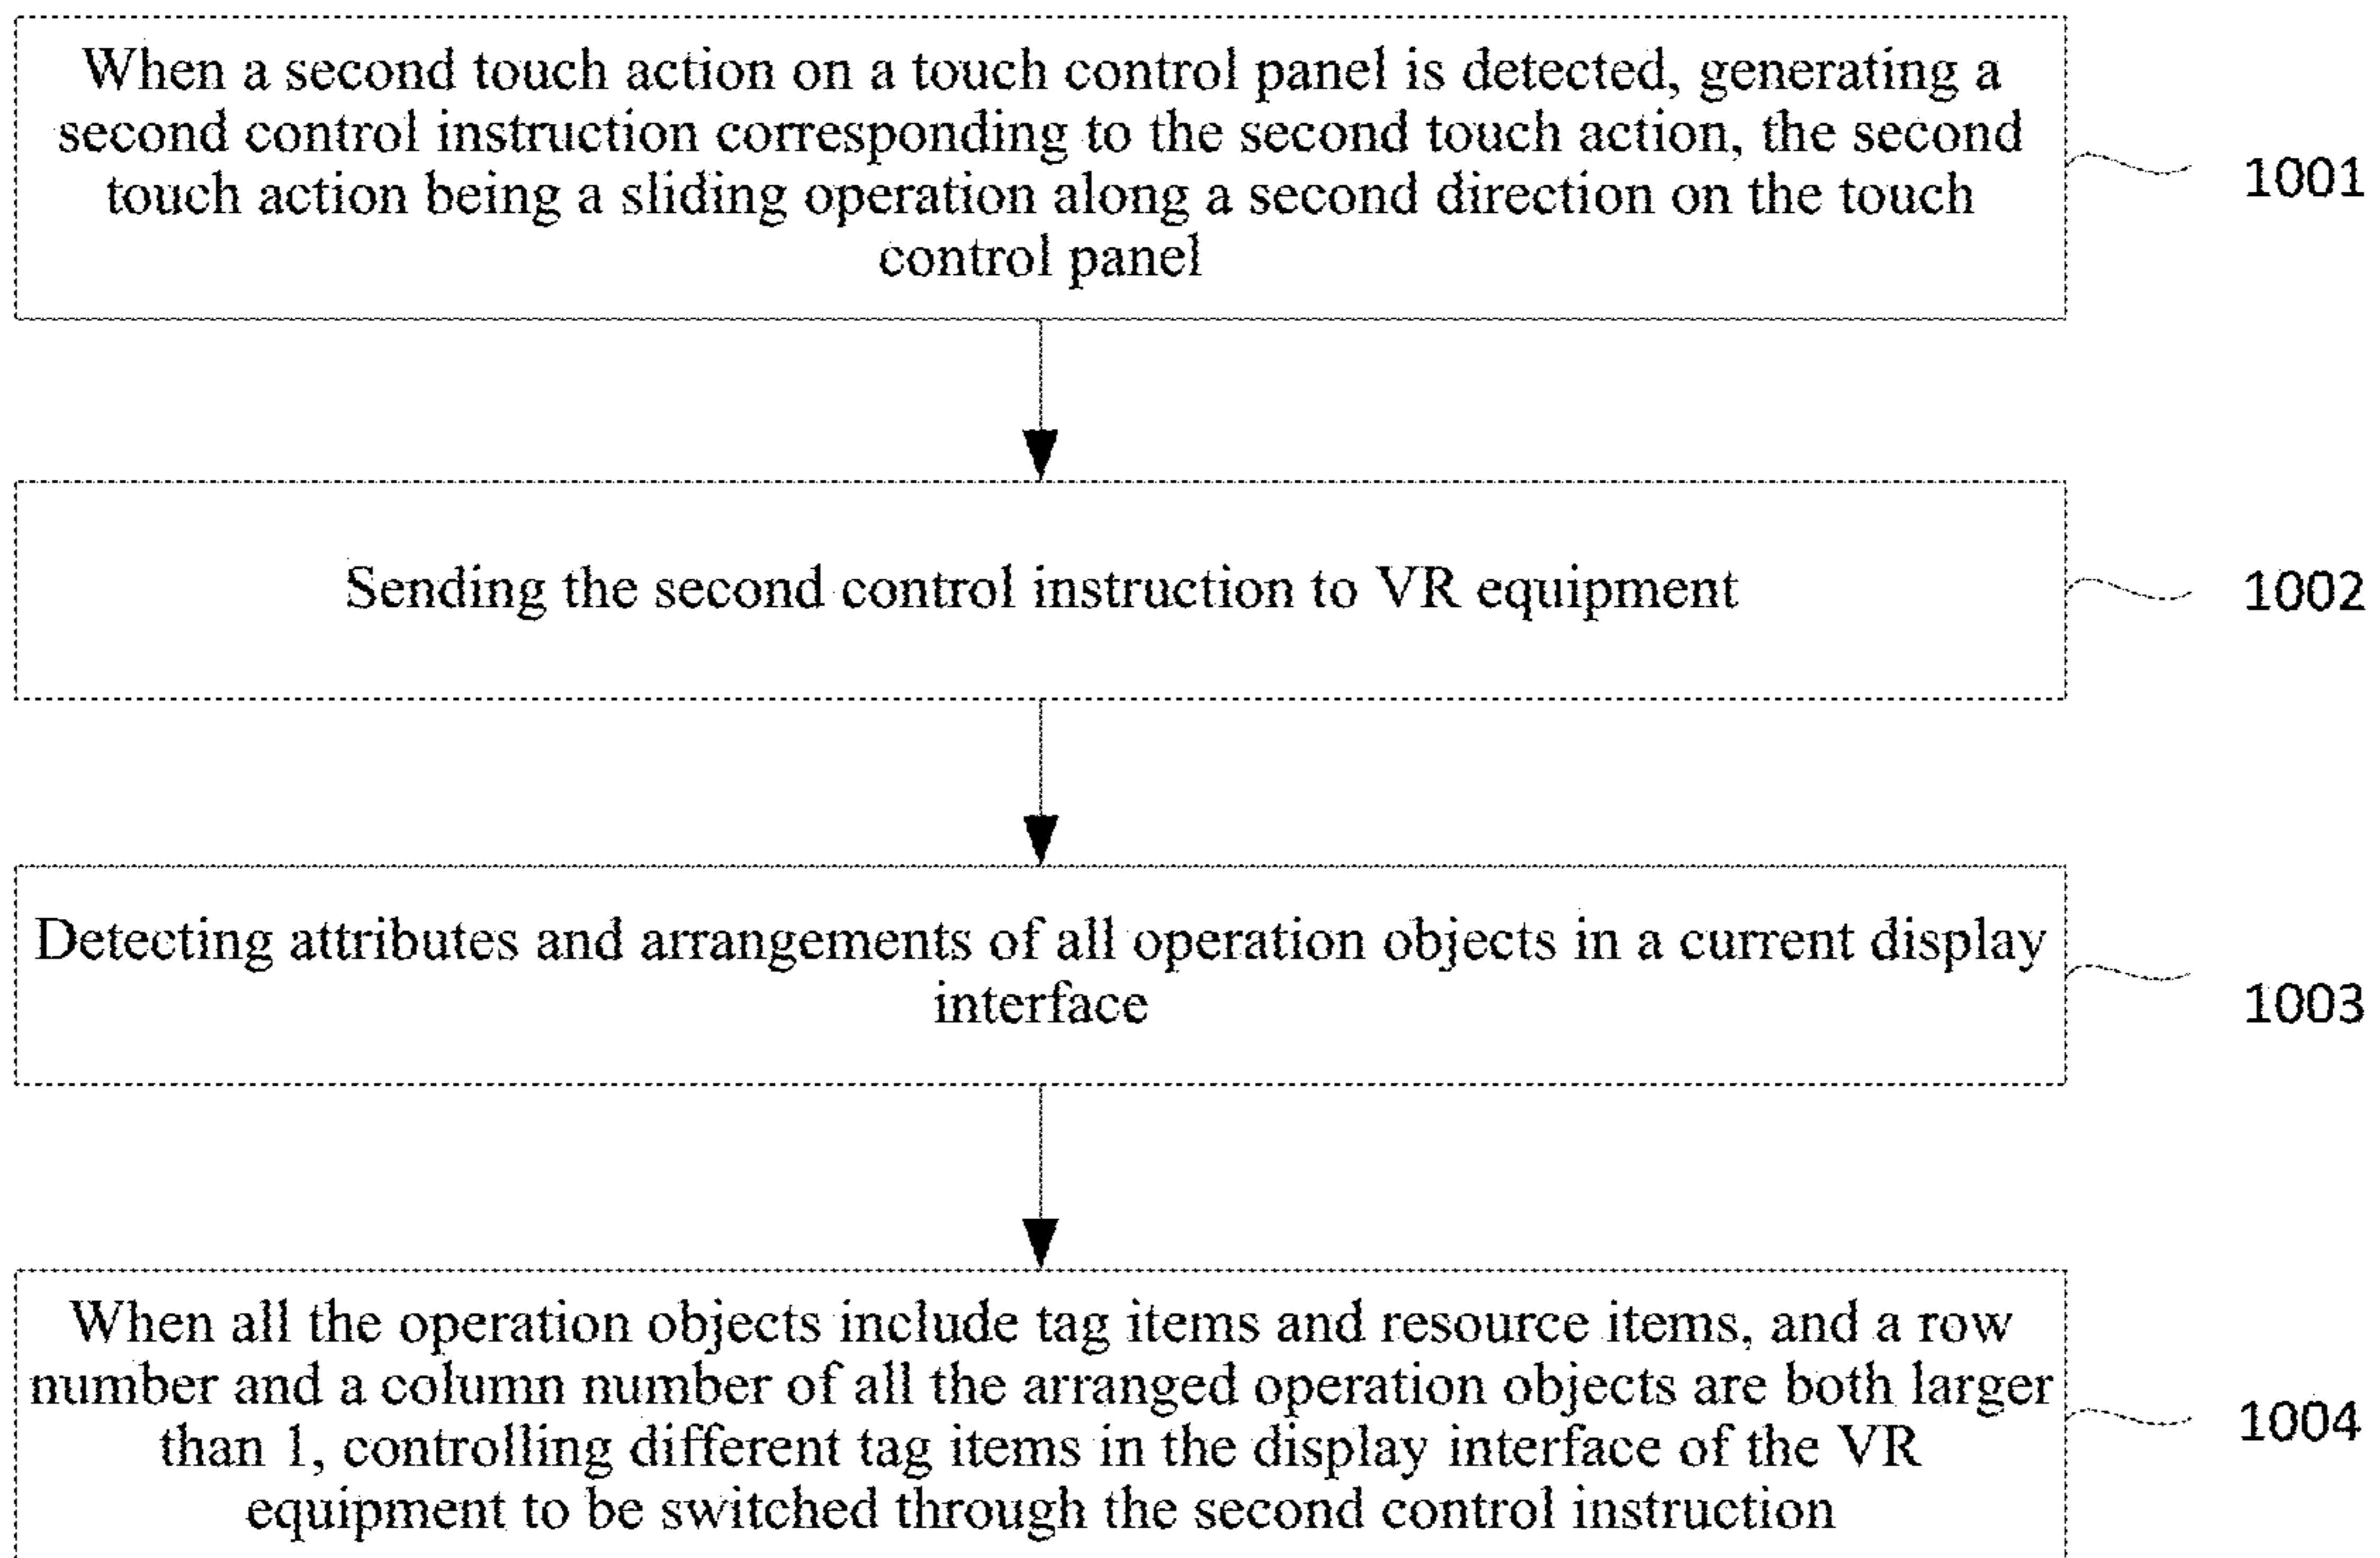 When a second touch action on a touch control panel is detected, generating a
second control instruction corresponding to the second touch action, the second
touch action being a sliding operation along a second direction on the touch
control panel
1001
Sending the second control instruction to VR equipment
1002
Detecting attributes and arrangements of all operation objects in a current display
interface
1003
When all the operation objects include tag items and resource items, and a row
number and a column number of all the arranged operation objects are both larger
than 1, controlling different tag items in the display interface of the VR
equipment to be switched through the second control instruction
1004